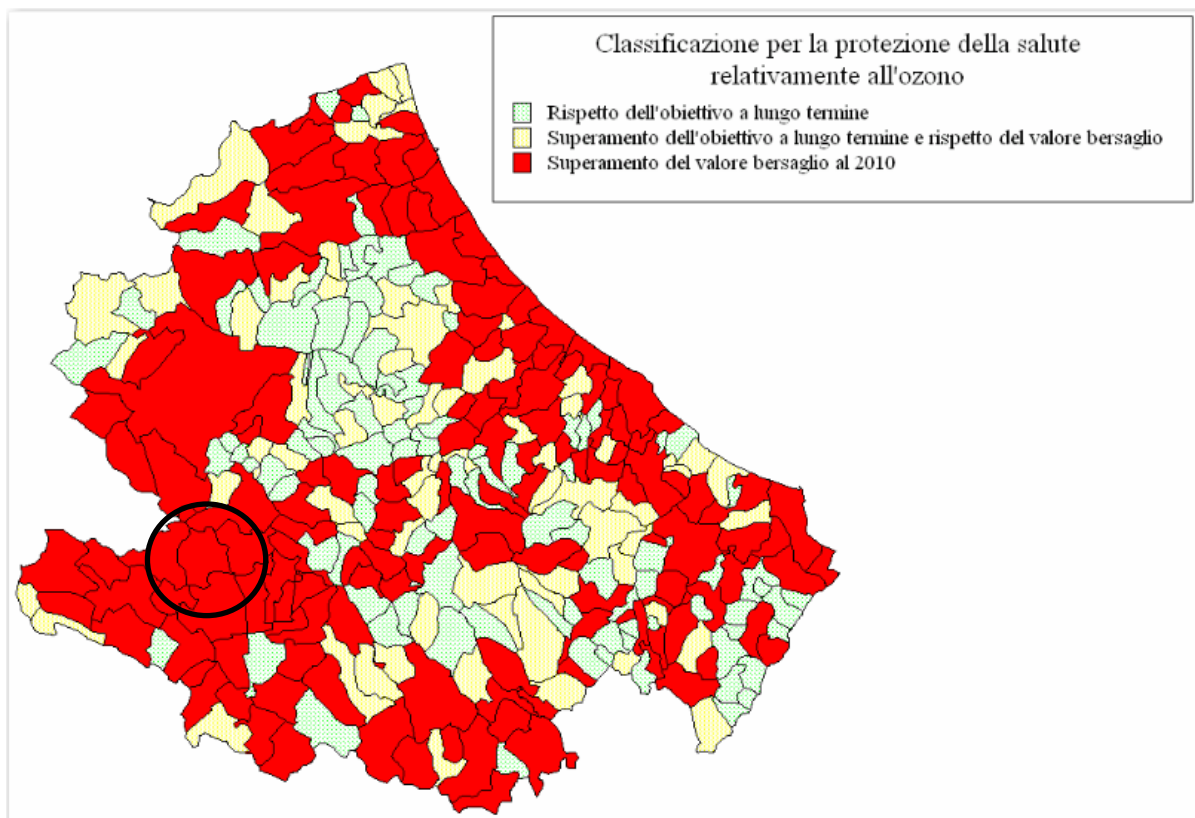 Classificazione per la protezione della salute
relativamente all'ozono
Rispetto dell'obiettivo a lungo termine
Superamento dell'obiettivo a lungo termine e rispetto del valore bersaglio
Superamento del valore bersaglio al 2010